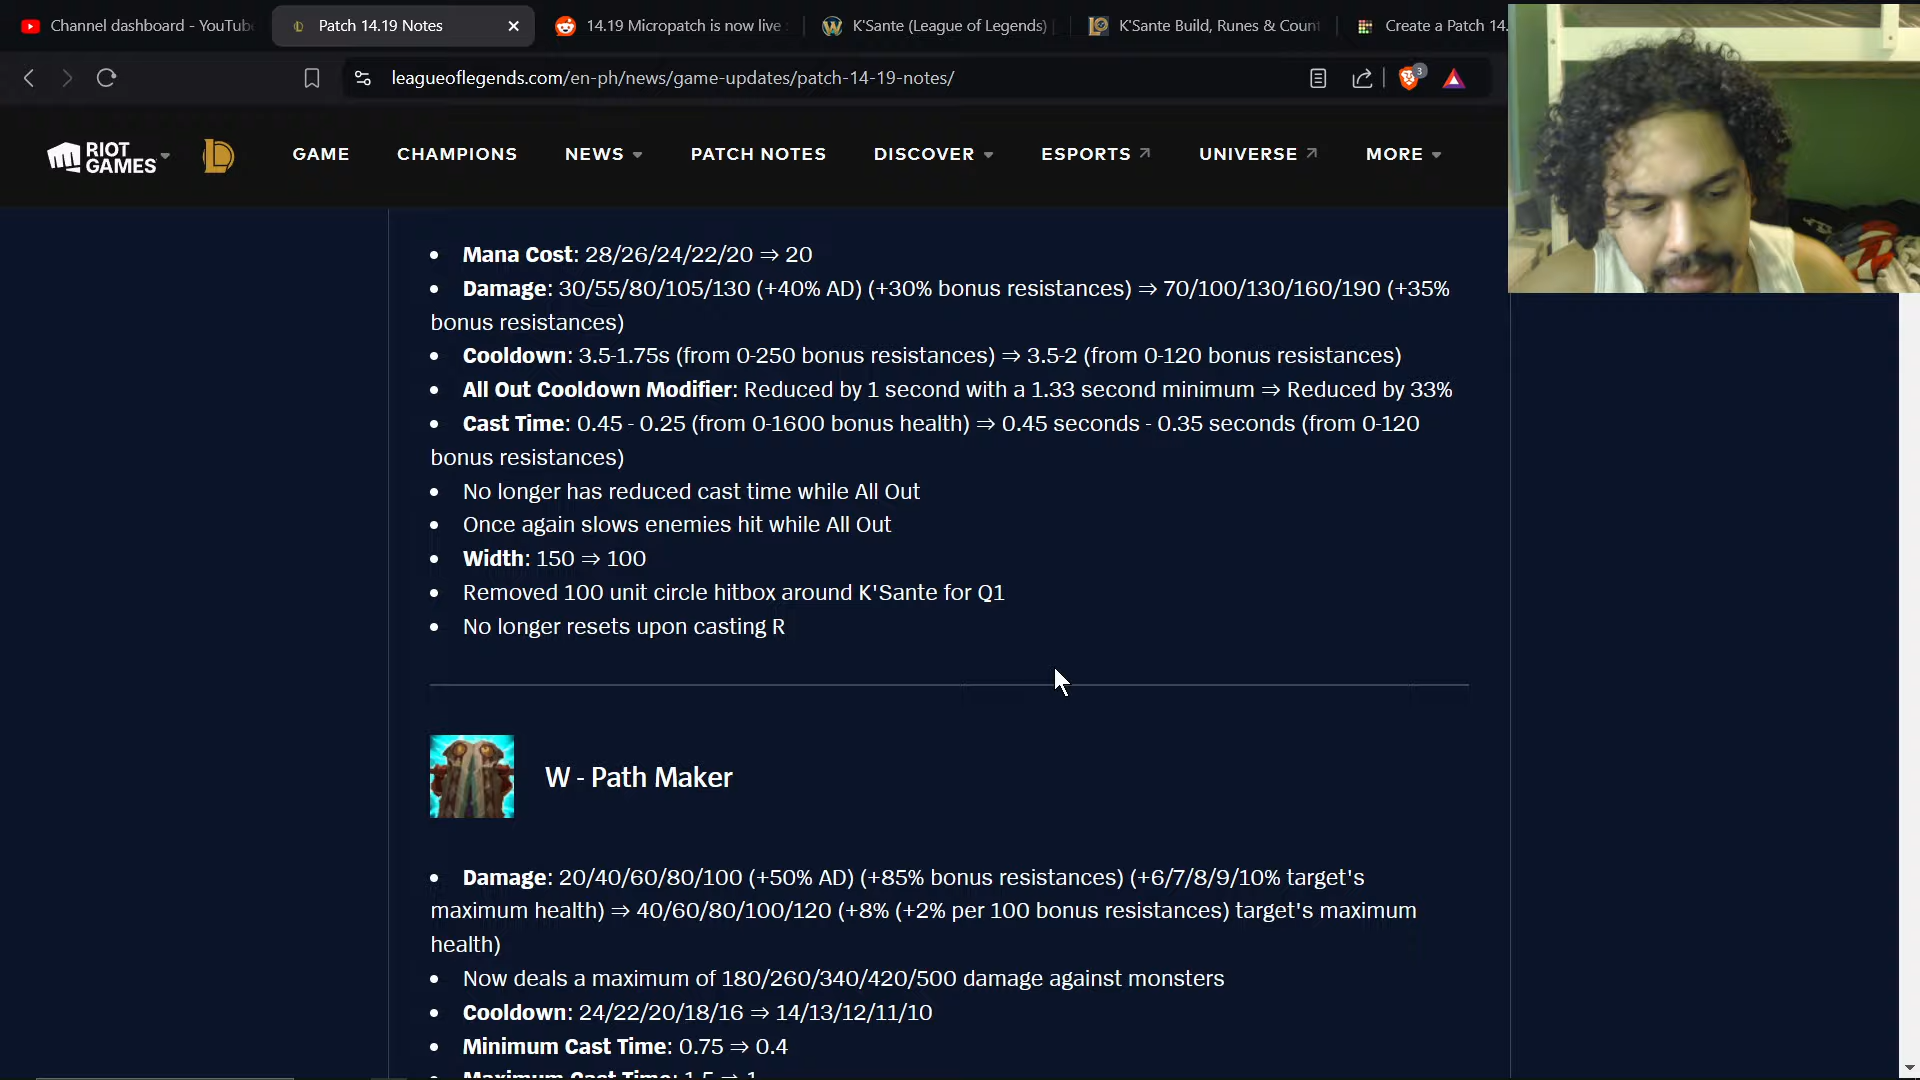 Channel dashboard - YouTub
Patch 14.19 Notes
14.19 Micropatch is now live
K'Sante (League of Legends)
K'Sante Build, Runes & Coun
Create a Patch 14.
leagueoflegends.com/en-ph/news/game-updates/patch-14-19-notes/
3
RIOT GAMES
GAME
CHAMPIONS
NEWS
PATCH NOTES
DISCOVER
ESPORTS
UNIVERSE
MORE
• Mana Cost: 28/26/24/22/20 ⇒ 20
• Damage: 30/55/80/105/130 (+40% AD) (+30% bonus resistances) ⇒ 70/100/130/160/190 (+35%
bonus resistances)
• Cooldown: 3.5-1.75s (from 0-250 bonus resistances) ⇒ 3.5-2 (from 0-120 bonus resistances)
• All Out Cooldown Modifier: Reduced by 1 second with a 1.33 second minimum ⇒ Reduced by 33%
• Cast Time: 0.45 - 0.25 (from 0-1600 bonus health) ⇒ 0.45 seconds - 0.35 seconds (from 0-120
bonus resistances)
• No longer has reduced cast time while All Out
• Once again slows enemies hit while All Out
• Width: 150 ⇒ 100
• Removed 100 unit circle hitbox around K'Sante for Q1
• No longer resets upon casting R
W - Path Maker
• Damage: 20/40/60/80/100 (+50% AD) (+85% bonus resistances) (+6/7/8/9/10% target's
maximum health) ⇒ 40/60/80/100/120 (+8% (+2% per 100 bonus resistances) target's maximum
health)
• Now deals a maximum of 180/260/340/420/500 damage against monsters
• Cooldown: 24/22/20/18/16 ⇒ 14/13/12/11/10
• Minimum Cast Time: 0.75 ⇒ 0.4
• Maximum Cast Time: 1.5 ⇒ 1